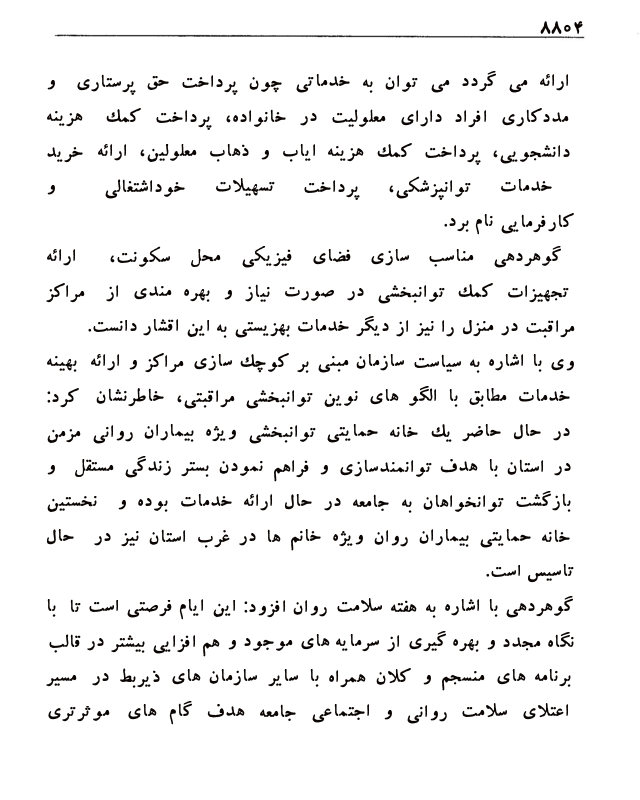 ۸۸۰۴
ارائه می گردد می توان به خدماتی چون پرداخت حق پرستاری و
مددکاری افراد دارای معلولیت در خانواده، پرداخت کمك هزینه
دانشجویی، پرداخت کمك هزینه ایاب و ذهاب معلولین، ارائه خرید
خدمات توانپزشکی، پرداخت تسهیلات خوداشتغالی و
کارفرمایی نام برد.
گوهردهی مناسب سازی فضای فیزیکی محل سکونت، ارائه
تجهیزات کمك توانبخشی در صورت نیاز و بهره مندی از مراکز
مراقبت در منزل را نیز از دیگر خدمات بهزیستی به این اقشار دانست.
وی با اشاره به سیاست سازمان مبنی بر کوچك سازی مراکز و ارائه بهینه
خدمات مطابق با الگو های نوین توانبخشی مراقبتی، خاطرنشان کرد:
در حال حاضر یك خانه حمایتی توانبخشی ویژه بیماران روانی مزمن
در استان با هدف توانمندسازی و فراهم نمودن بستر زندگی مستقل و
بازگشت توانخواهان به جامعه در حال ارائه خدمات بوده و نخستین
خانه حمایتی بیماران روان ویژه خانم ها در غرب استان نیز در حال
تاسیس است.
گوهردهی با اشاره به هفته سلامت روان افزود: این ایام فرصتی است تا با
نگاه مجدد و بهره گیری از سرمایه های موجود و هم افزایی بیشتر در قالب
برنامه های منسجم و کلان همراه با سایر سازمان های ذیربط در مسیر
اعتلای سلامت روانی و اجتماعی جامعه هدف گام های موثرتری